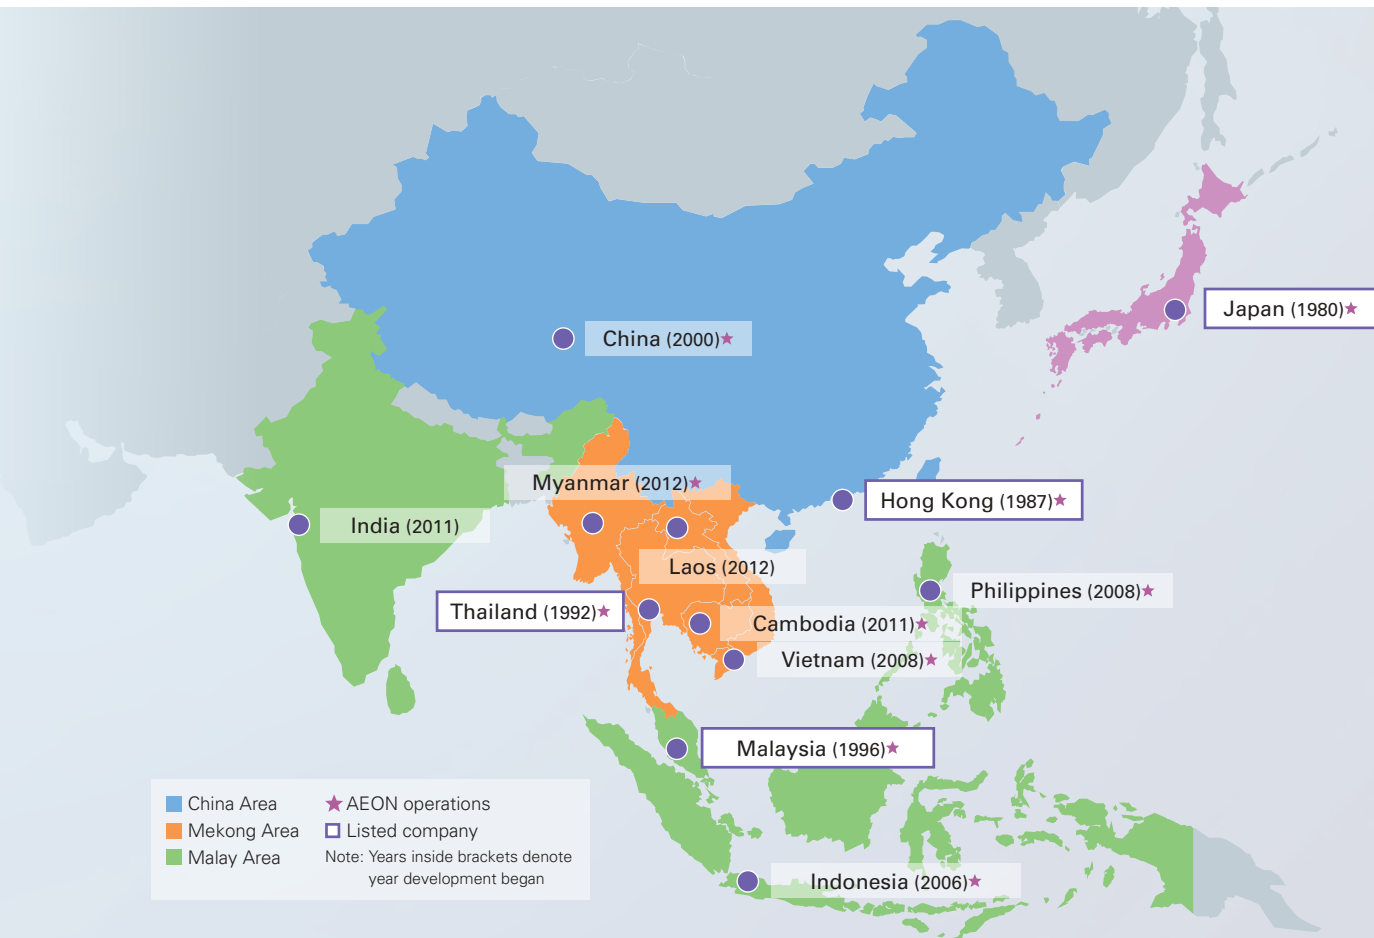 Japan (1980)★
China (2000)★
Myanmar (2012)★
Hong Kong (1987)★
India (2011)
Laos (2012)
Philippines (2008)★
Thailand (1992)★
Cambodia (2011)★
Vietnam (2008)★
Malaysia (1996)★
China Area
★ AEON operations
Mekong Area
Listed company
Malay Area
Note: Years inside brackets denote
year development began
Indonesia (2006)★